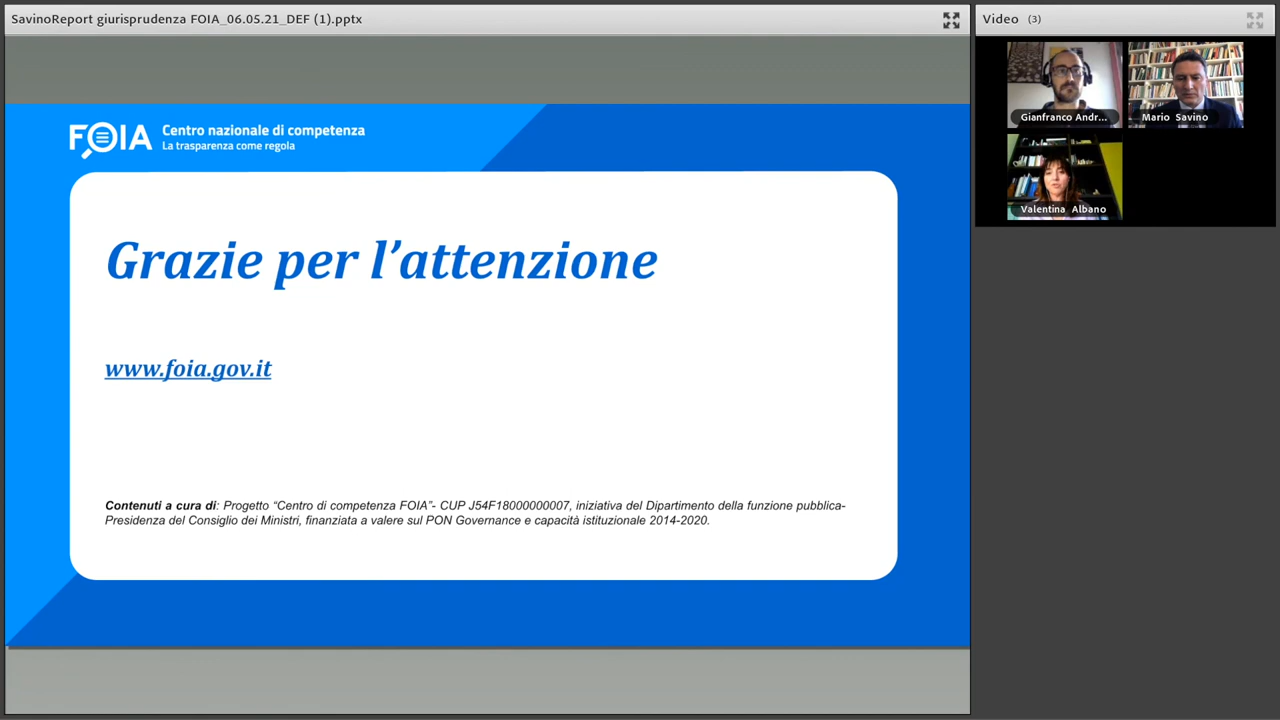 SavinoReport giurisprudenza FOIA_06.05.21_DEF (1).pptx
Video (3)
Gianfranco Andr...
Mario Savino
Valentina Albano
FOIA
Centro nazionale di competenza
La trasparenza come regola
Grazie per l’attenzione
www.foia.gov.it
Contenuti a cura di: Progetto “Centro di competenza FOIA”- CUP J54F18000000007, iniziativa del Dipartimento della funzione pubblica-
Presidenza del Consiglio dei Ministri, finanziata a valere sul PON Governance e capacità istituzionale 2014-2020.